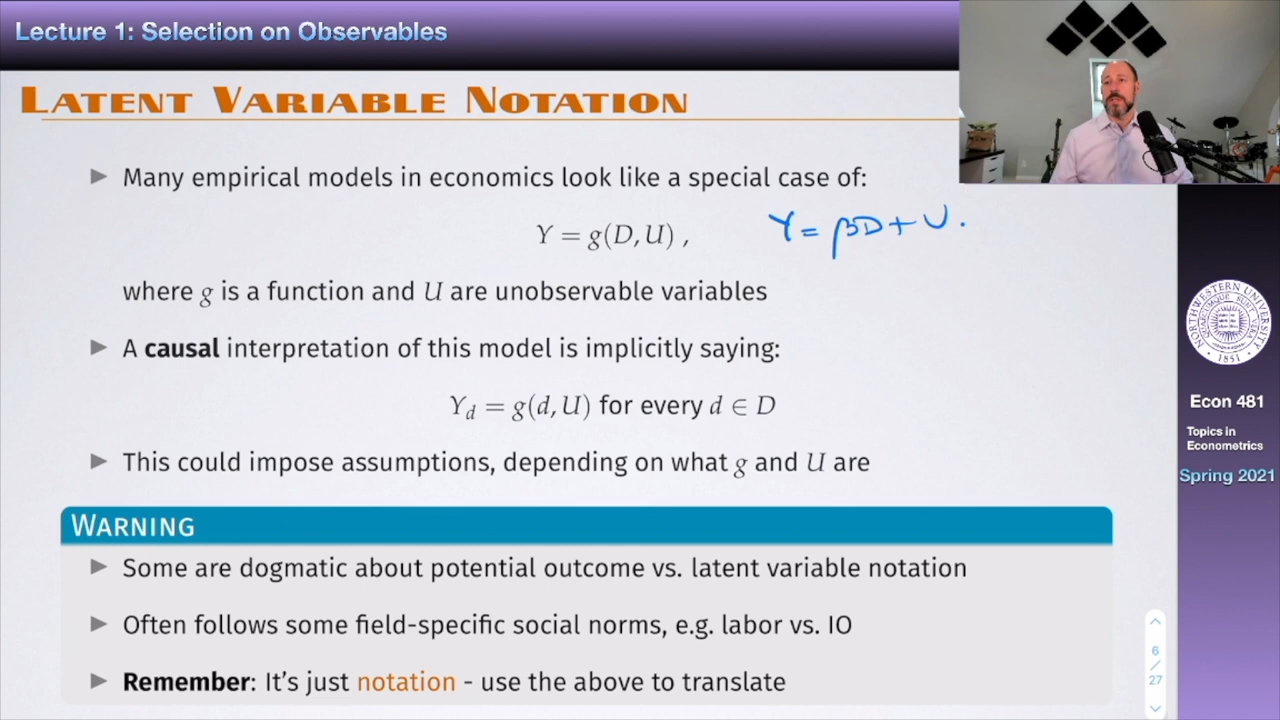 Lecture 1: Selection on Observables
LATENT VARIABLE NOTATION
▶ Many empirical models in economics look like a special case of:
Y = g(D, U) ,
Y = βD + U.
where g is a function and U are unobservable variables
▶ A causal interpretation of this model is implicitly saying:
Y_d = g(d, U) for every d ∈ D
▶ This could impose assumptions, depending on what g and U are
WARNING
▶ Some are dogmatic about potential outcome vs. latent variable notation
▶ Often follows some field-specific social norms, e.g. labor vs. IO
▶ Remember: It's just notation - use the above to translate
NORTHWESTERN UNIVERSITY
1851
Econ 481
Topics in
Econometrics
Spring 2021
6
/
27